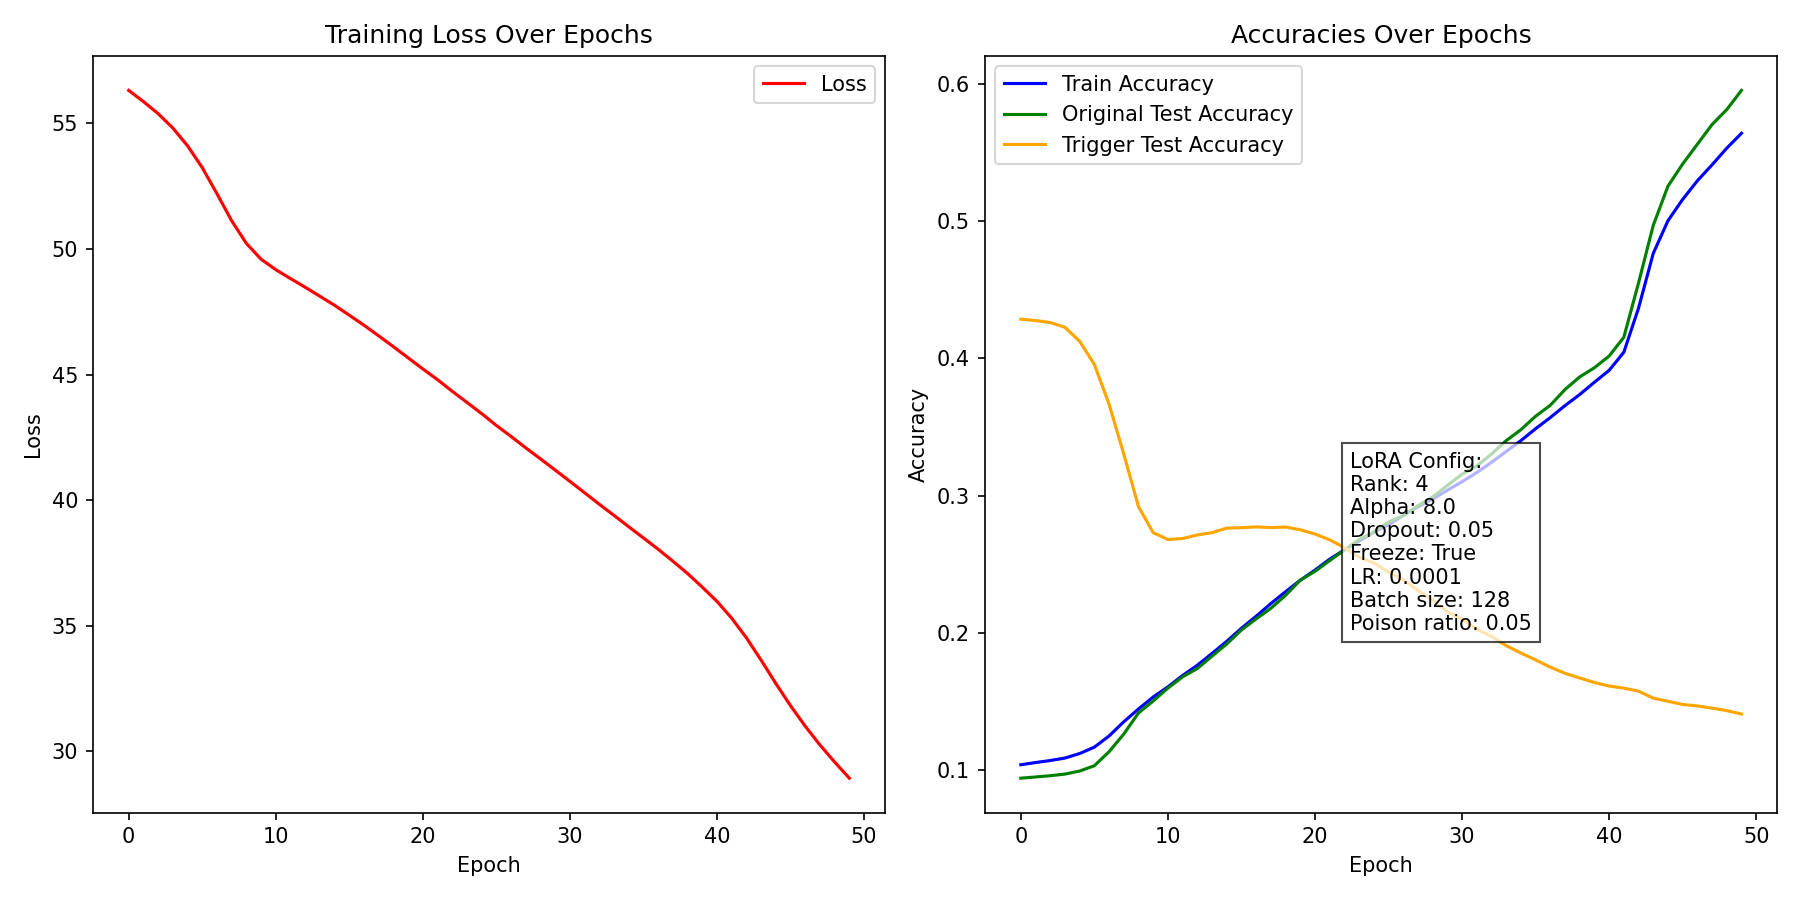 Training Loss Over Epochs
Loss
55
50
45
40
35
30
Loss
0 10 20 30 40 50
Epoch
Accuracies Over Epochs
Train Accuracy
Original Test Accuracy
Trigger Test Accuracy
0.6
0.5
0.4
0.3
0.2
0.1
Accuracy
LoRA Config:
Rank: 4
Alpha: 8.0
Dropout: 0.05
Freeze: True
LR: 0.0001
Batch size: 128
Poison ratio: 0.05
0 10 20 30 40 50
Epoch